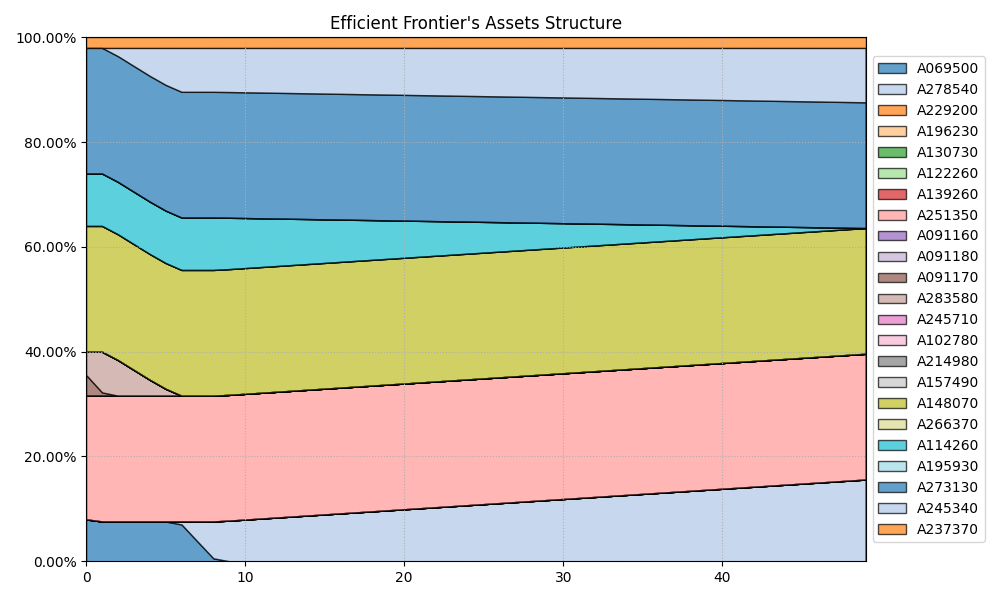 Efficient Frontier's Assets Structure
100.00%
80.00%
60.00%
40.00%
20.00%
0.00%
0
10
20
30
40
A069500
A278540
A229200
A196230
A130730
A122260
A139260
A251350
A091160
A091180
A091170
A283580
A245710
A102780
A214980
A157490
A148070
A266370
A114260
A195930
A273130
A245340
A237370